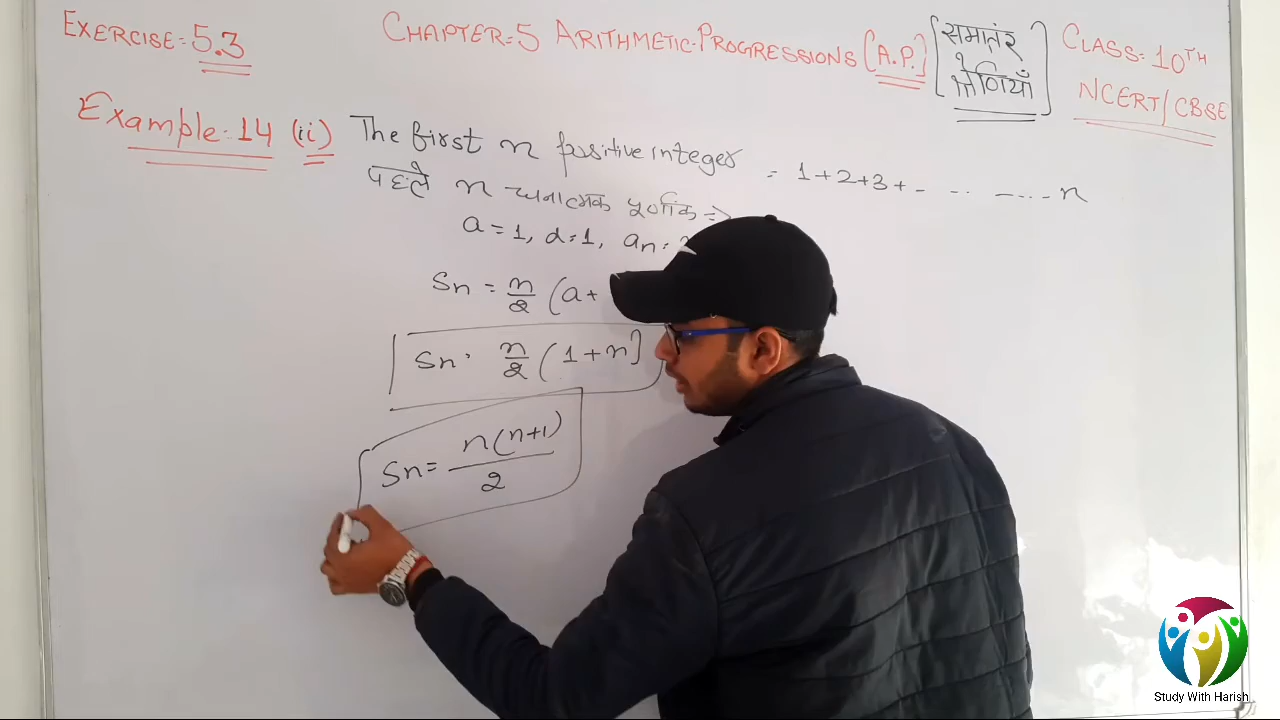 EXERCISE:- 5.3
CHAPTER:-5 ARITHMETIC-PROGRESSIONS (A.P.) [समांतर श्रेणियाँ]
CLASS:-10TH
NCERT/CBSE
Example:-14 (ii) The first n positive integer = 1+2+3+- -- ---- n
पहले n धनात्मक पूर्णांक =>
a=1, d=1, an=
Sn = n/2 (a+
Sn = n/2 (1+n]
Sn = n(n+1)/2
Study With Harish